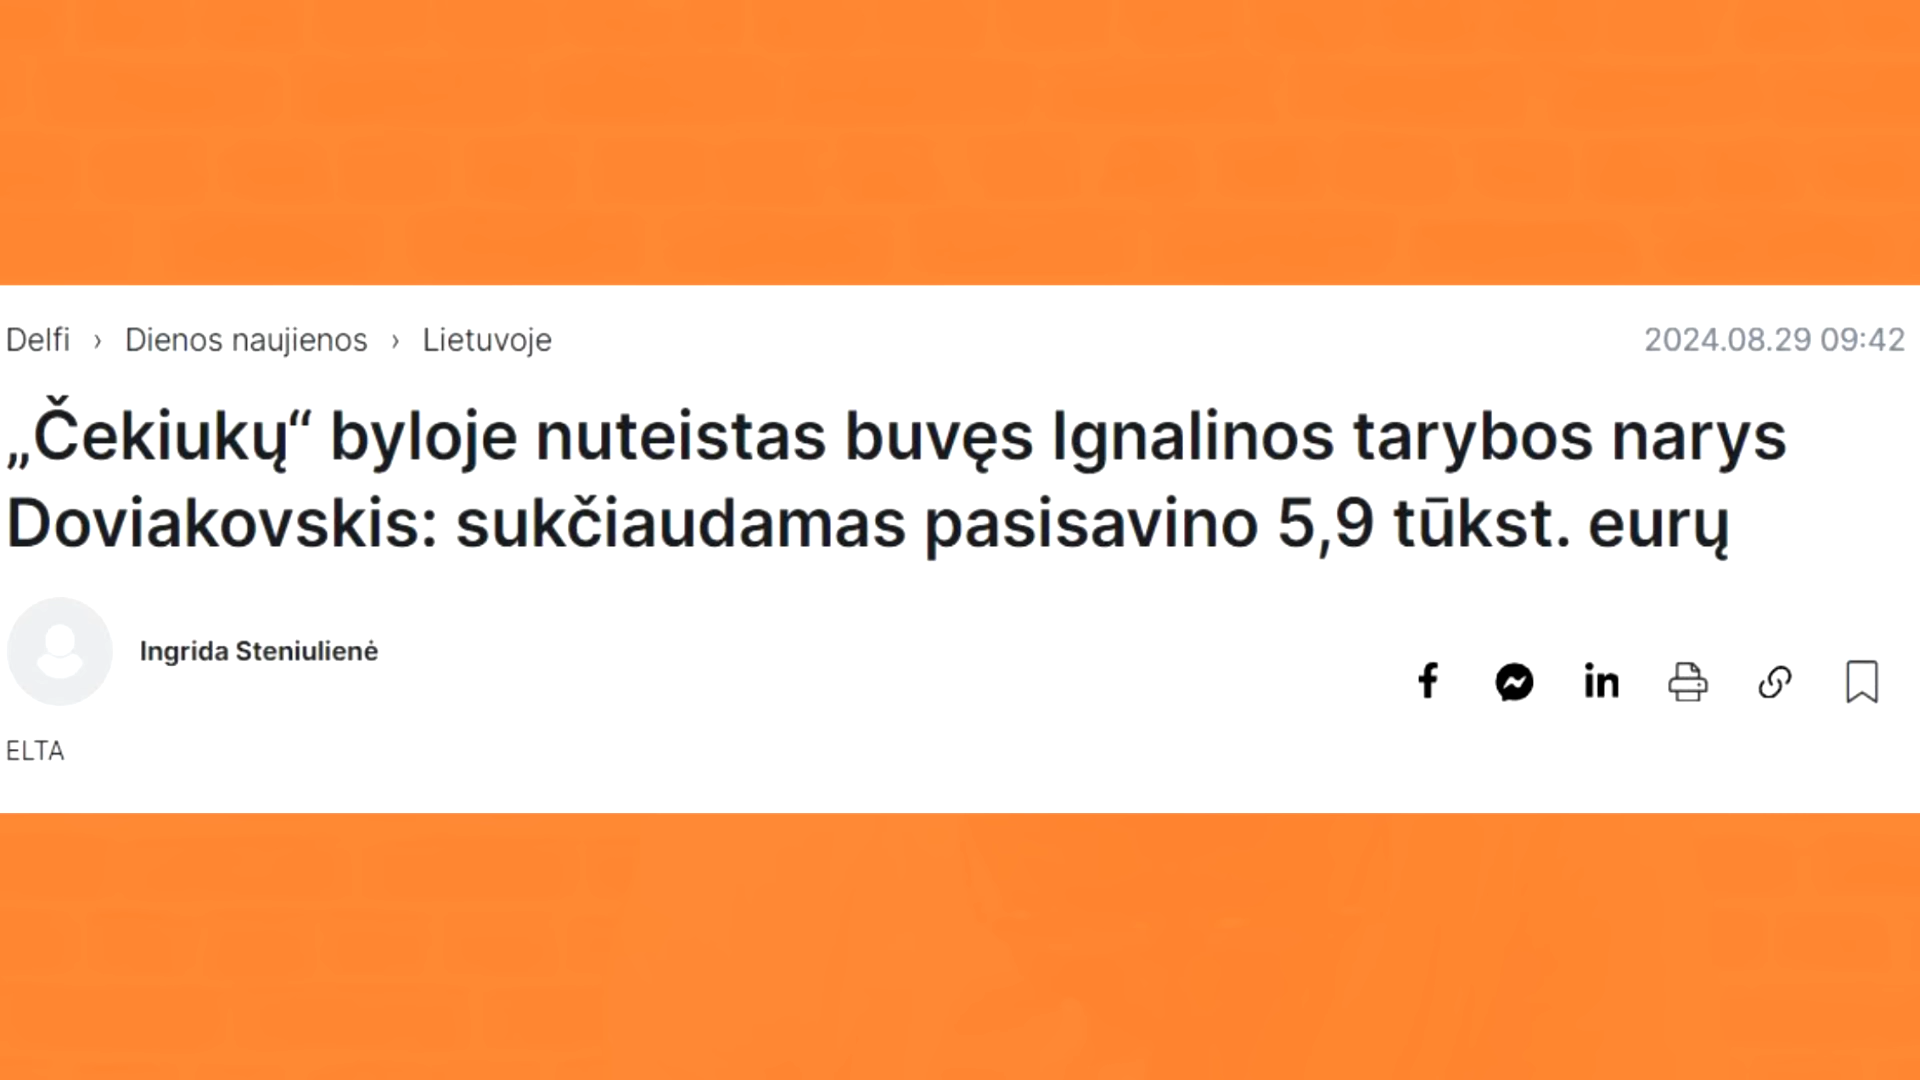 Delfi › Dienos naujienos › Lietuvoje
2024.08.29 09:42
„Čekiukų“ byloje nuteistas buvęs Ignalinos tarybos narys
Doviakovskis: sukčiaudamas pasisavino 5,9 tūkst. eurų
Ingrida Steniulienė
ELTA